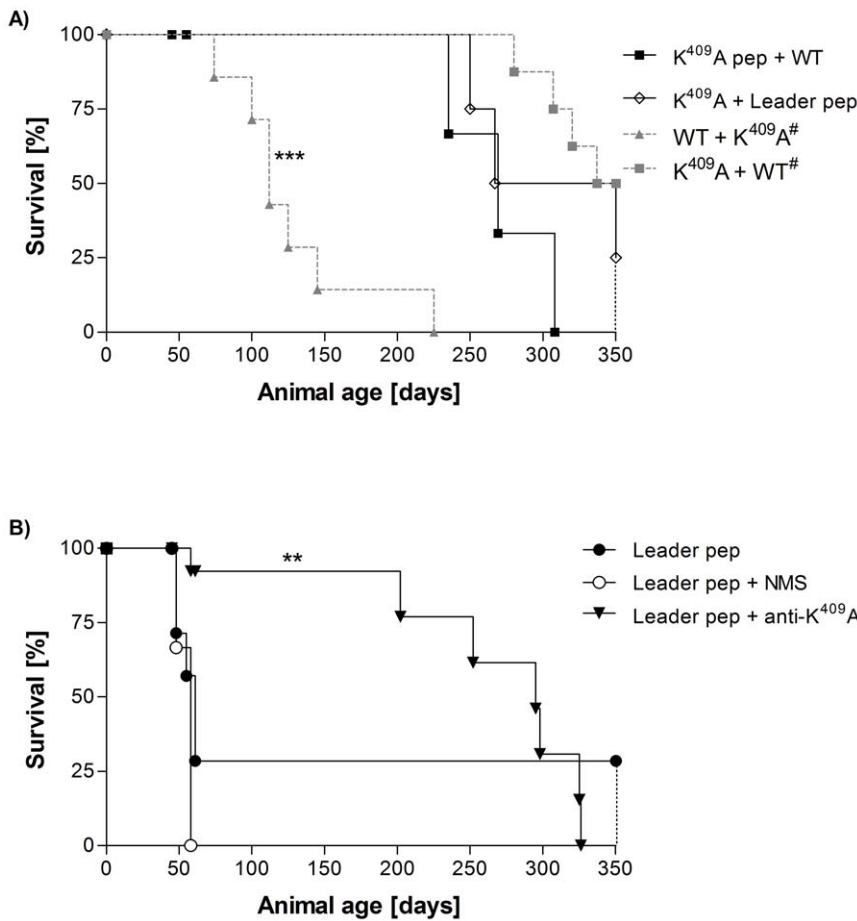 A)
100
75
50
25
0
Survival [%]
***
0 50 100 150 200 250 300 350
Animal age [days]
K⁴⁰⁹A pep + WT
K⁴⁰⁹A + Leader pep
WT + K⁴⁰⁹A#
K⁴⁰⁹A + WT#
B)
100
75
50
25
0
Survival [%]
**
0 50 100 150 200 250 300 350
Animal age [days]
Leader pep
Leader pep + NMS
Leader pep + anti-K⁴⁰⁹A